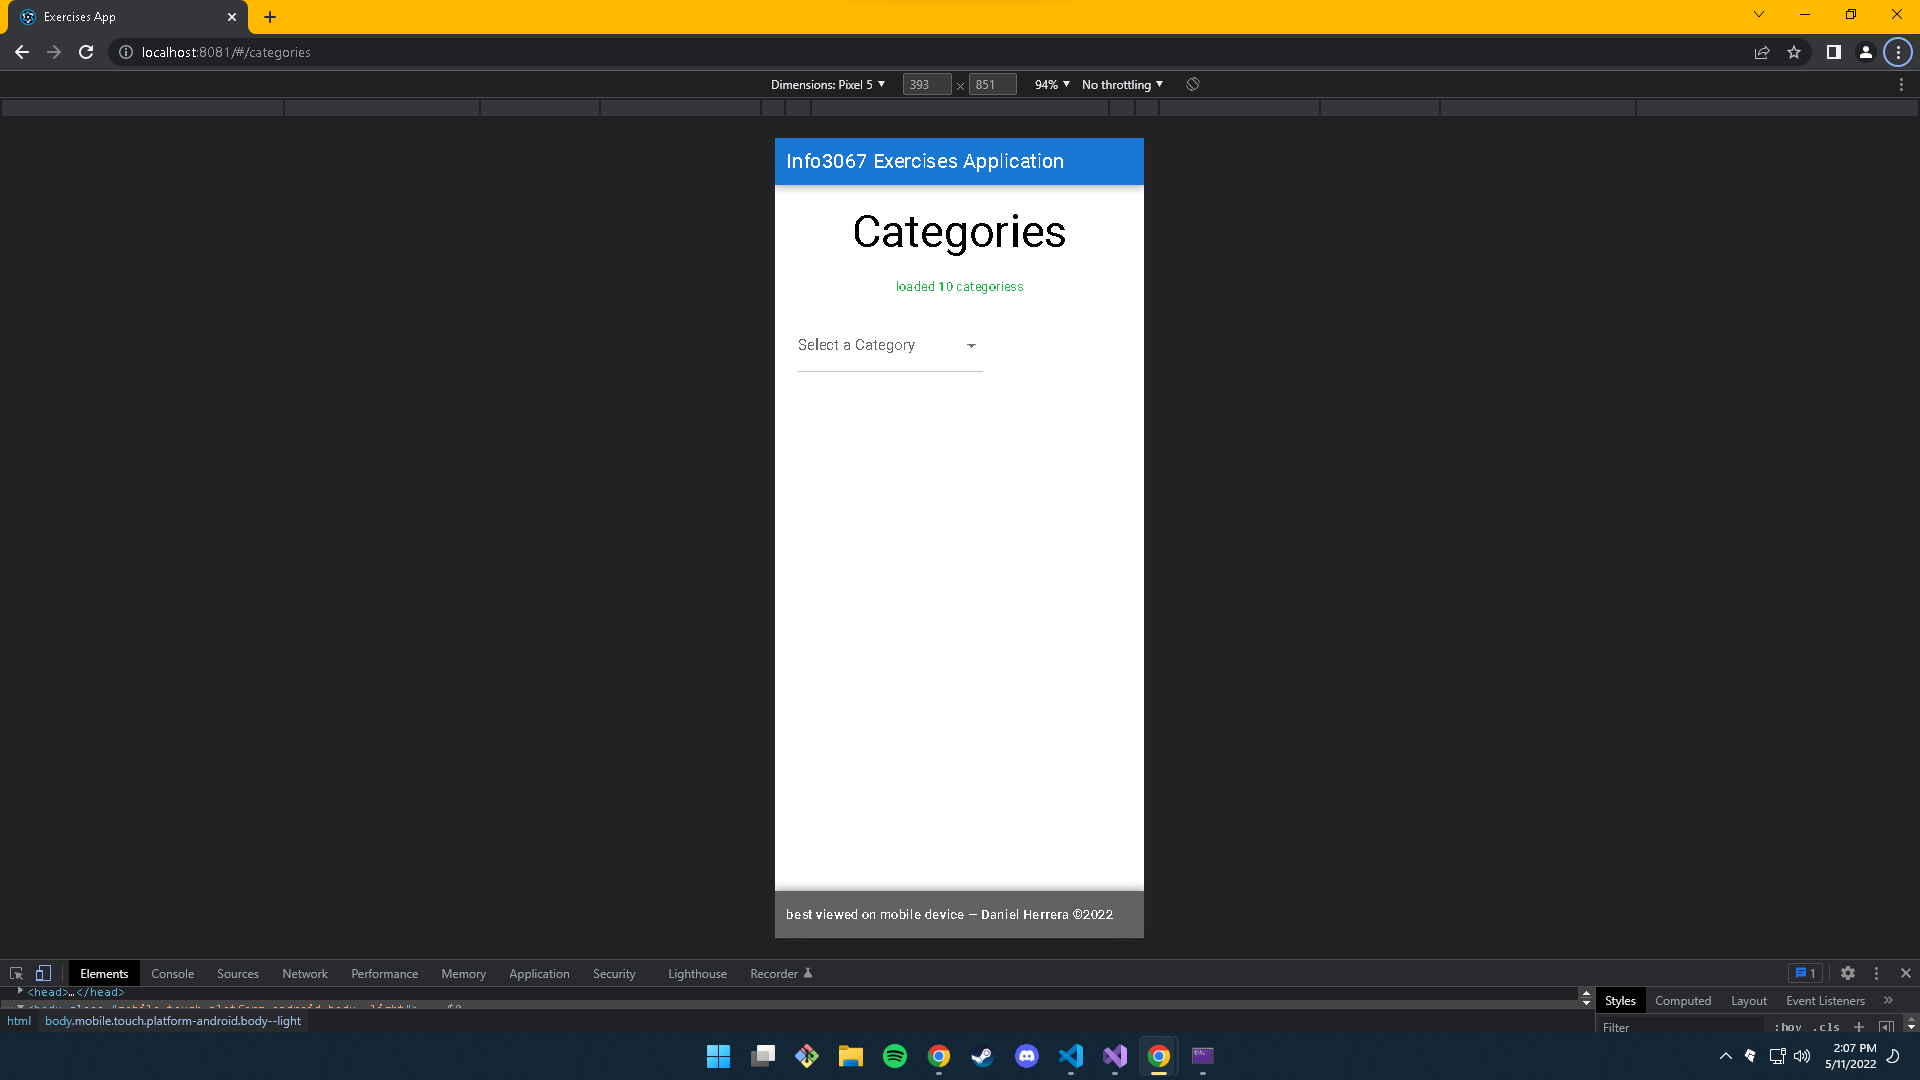 Exercises App
localhost:8081/#/categories
Dimensions: Pixel 5 393 × 851 94% No throttling
Info3067 Exercises Application
Categories
loaded 10 categoriess
Select a Category
best viewed on mobile device — Daniel Herrera ©2022
Elements Console Sources Network Performance Memory Application Security Lighthouse Recorder 1
<head>…</head>
Styles Computed Layout Event Listeners »
html body.mobile.touch.platform-android.body--light
Filter :hov .cls +
2:07 PM
5/11/2022